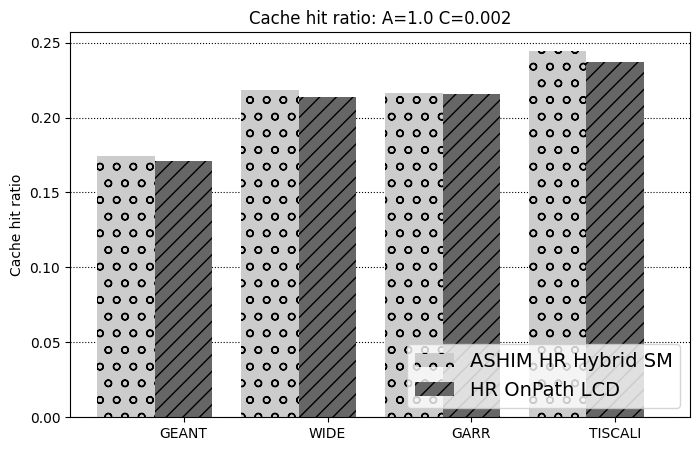 Cache hit ratio: A=1.0 C=0.002
Cache hit ratio
0.25
0.20
0.15
0.10
0.05
0.00
GEANT
WIDE
GARR
TISCALI
ASHIM HR Hybrid SM
HR OnPath LCD